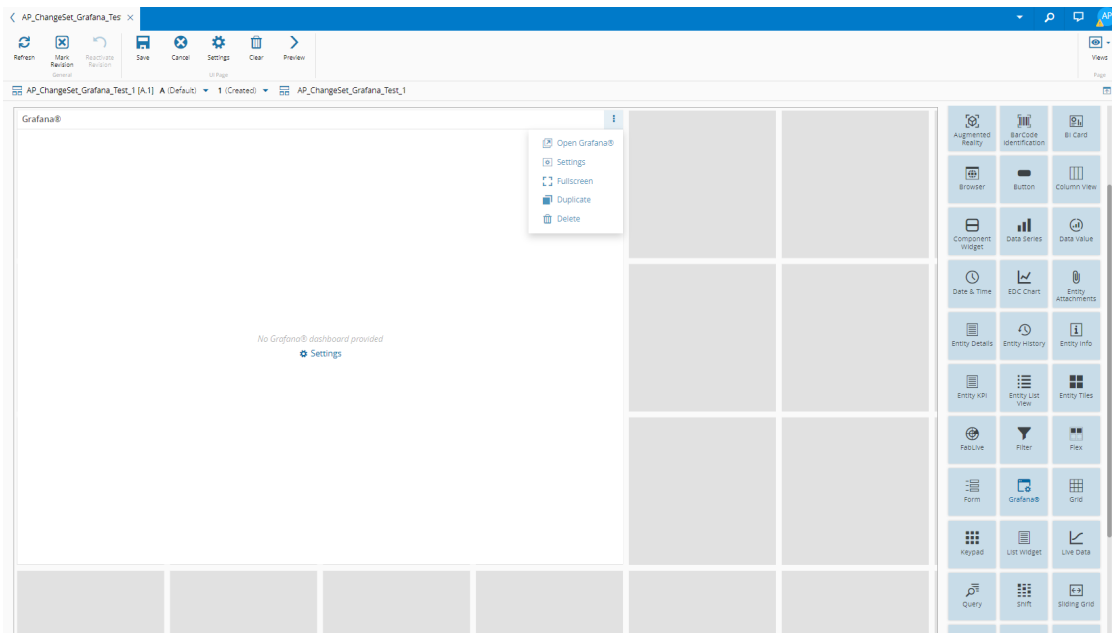 AP_ChangeSet_Grafana_Tes
AP
Refresh
Mark Revision
Reactivate Revision
Save
Cancel
Settings
Clear
Preview
Views
General
UI Page
Page
AP_ChangeSet_Grafana_Test_1 [A.1] A (Default) 1 (Created) AP_ChangeSet_Grafana_Test_1
Grafana®
Open Grafana®
Settings
Fullscreen
Duplicate
Delete
No Grafana® dashboard provided
Settings
Augmented Reality
BarCode Identification
BI Card
Browser
Button
Column View
Component Widget
Data Series
Data Value
Date & Time
EDC Chart
Entity Attachments
Entity Details
Entity History
Entity Info
Entity KPI
Entity List View
Entity Tiles
FabLive
Filter
Flex
Form
Grafana®
Grid
Keypad
List Widget
Live Data
Query
Shift
Sliding Grid